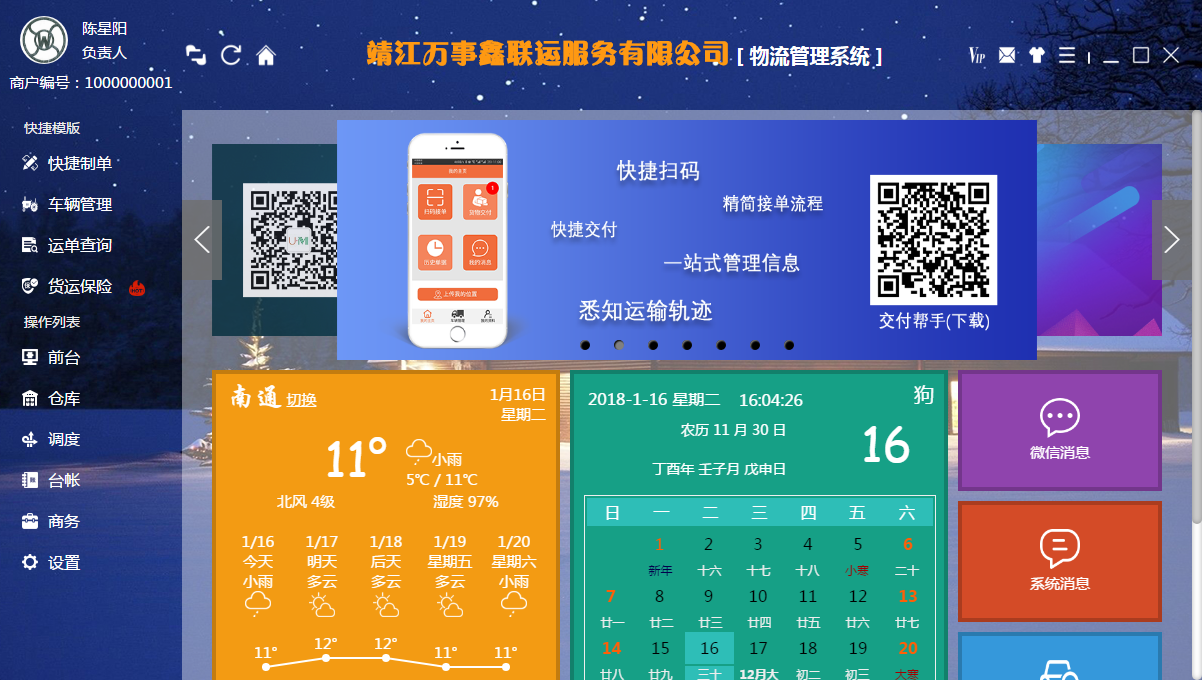 陈星阳
负责人
商户编号：1000000001
靖江万事鑫联运服务有限公司 [ 物流管理系统 ]
VIP
快捷模版
快捷制单
车辆管理
运单查询
货运保险 HOT
操作列表
前台
仓库
调度
台帐
商务
设置
扫码接单
1
历史单据
我的消息
上传我的位置
快捷扫码
精简接单流程
快捷交付
一站式管理信息
悉知运输轨迹
交付帮手(下载)
南通 切换
1月16日
星期二
11°
小雨
5℃ / 11℃
北风 4级
湿度 97%
1/16 1/17 1/18 1/19 1/20
今天 明天 后天 星期五 星期六
小雨 多云 多云 多云 小雨
11° 12° 12° 11° 11°
2018-1-16 星期二 16:04:26
狗
农历 11 月 30 日
16
丁酉年 壬子月 戊申日
日 一 二 三 四 五 六
1 2 3 4 5 6
新年 十六 十七 十八 小寒 二十
7 8 9 10 11 12 13
廿一 廿二 廿三 廿四 廿五 廿六 廿七
14 15 16 17 18 19 20
廿八 廿九 三十 12月大 初二 初三 大寒
微信消息
系统消息